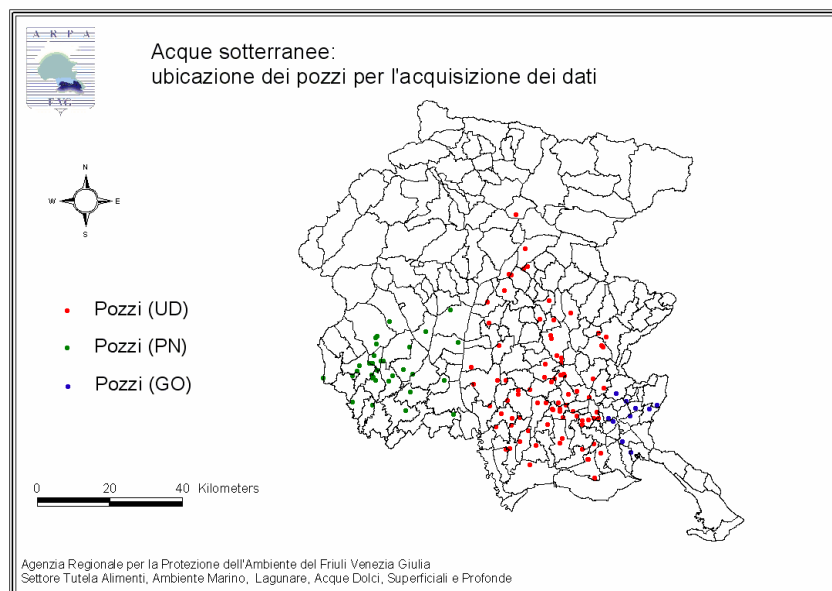 A R P A
FVG
Acque sotterranee:
ubicazione dei pozzi per l'acquisizione dei dati
N
W E
S
Pozzi (UD)
Pozzi (PN)
Pozzi (GO)
0 20 40 Kilometers
Agenzia Regionale per la Protezione dell'Ambiente del Friuli Venezia Giulia
Settore Tutela Alimenti, Ambiente Marino, Lagunare, Acque Dolci, Superficiali e Profonde